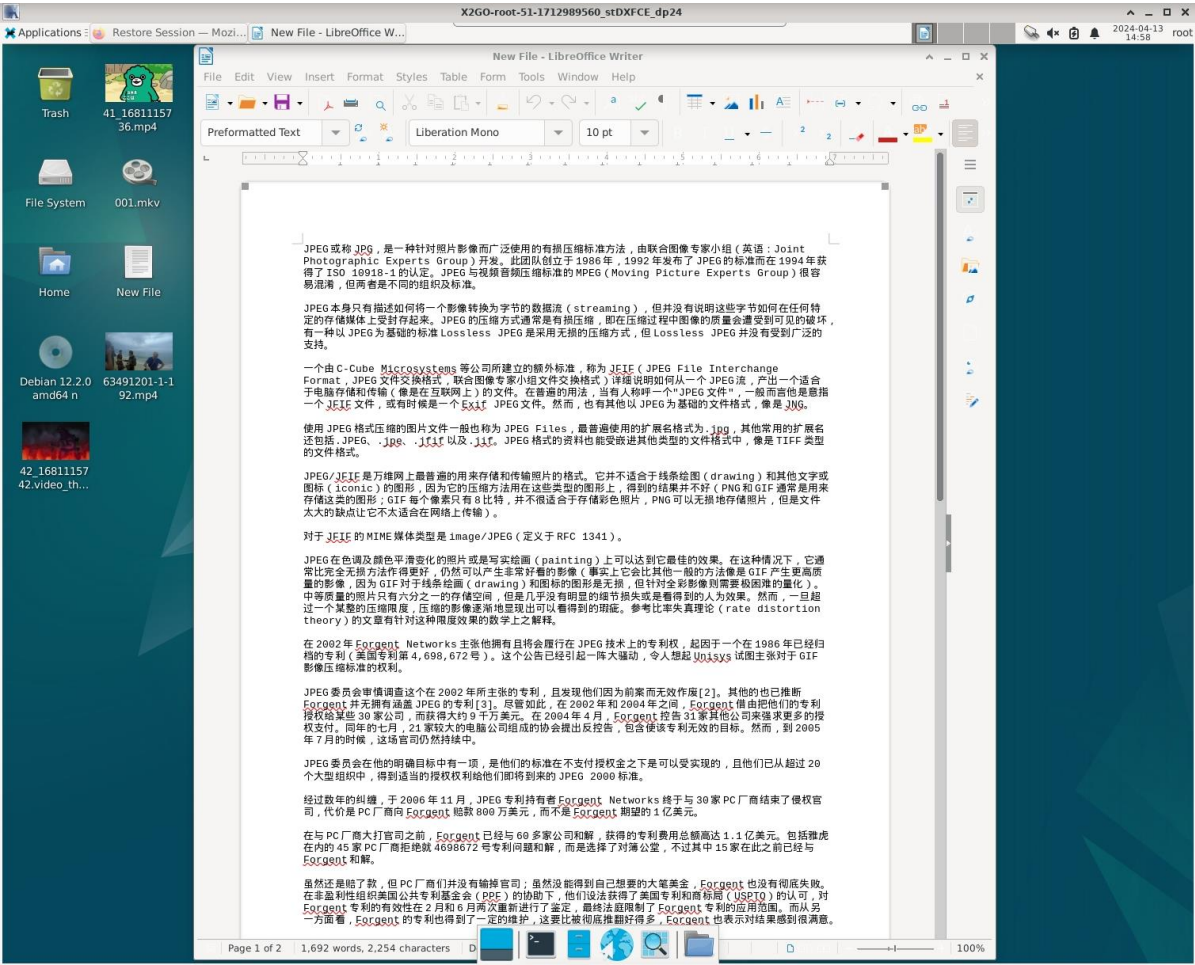 X2GO-root-51-1712989560_stDXFCE_dp24
Applications
Restore Session — Mozi...
New File - LibreOffice W...
2024-04-13
14:58
root
Trash
41_16811157
36.mp4
File System
001.mkv
Home
New File
Debian 12.2.0
amd64 n
63491201-1-1
92.mp4
42_16811157
42.video_th...
New File - LibreOffice Writer
File Edit View Insert Format Styles Table Form Tools Window Help
Preformatted Text
Liberation Mono
10 pt
1 2 3 4 5 6 7
JPEG或称JPG，是一种针对照片影像而广泛使用的有损压缩标准方法，由联合图像专家小组（英语：Joint
Photographic Experts Group）开发。此团队创立于1986年，1992年发布了JPEG的标准而在1994年获
得了ISO 10918-1的认定。JPEG与视频音频压缩标准的MPEG（Moving Picture Experts Group）很容
易混淆，但两者是不同的组织及标准。
JPEG本身只有描述如何将一个影像转换为字节的数据流（streaming），但并没有说明这些字节如何在任何特
定的存储媒体上受封存起来。JPEG的压缩方式通常是有损压缩，即在压缩过程中图像的质量会遭受到可见的破坏，
有一种以JPEG为基础的标准Lossless JPEG是采用无损的压缩方式，但Lossless JPEG并没有受到广泛的
支持。
一个由C-Cube Microsystems等公司所建立的额外标准，称为JFIF（JPEG File Interchange
Format，JPEG文件交换格式，联合图像专家小组文件交换格式）详细说明如何从一个JPEG流，产出一个适合
于电脑存储和传输（像是在互联网上）的文件。在普遍的用法，当有人称呼一个"JPEG文件"，一般而言他是意指
一个JFIF文件，或有时候是一个Exif JPEG文件。然而，也有其他以JPEG为基础的文件格式，像是JNG。
使用JPEG格式压缩的图片文件一般也称为JPEG Files，最普遍使用的扩展名格式为.jpg，其他常用的扩展名
还包括.JPEG、.jpe、.jfif以及.jif。JPEG格式的资料也能受嵌进其他类型的文件格式中，像是TIFF类型
的文件格式。
JPEG/JFIF是万维网上最普遍的用来存储和传输照片的格式。它并不适合于线条绘图（drawing）和其他文字或
图标（iconic）的图形，因为它的压缩方法用在这些类型的图形上，得到的结果并不好（PNG和GIF通常是用来
存储这类的图形；GIF每个像素只有8比特，并不很适合于存储彩色照片，PNG可以无损地存储照片，但是文件
太大的缺点让它不太适合在网络上传输）。
对于JFIF的MIME媒体类型是image/JPEG（定义于RFC 1341）。
JPEG在色调及颜色平滑变化的照片或是写实绘画（painting）上可以达到它最佳的效果。在这种情况下，它通
常比完全无损方法作得更好，仍然可以产生非常好看的影像（事实上它会比其他一般的方法像是GIF产生更高质
量的影像，因为GIF对于线条绘画（drawing）和图标的图形是无损，但针对全彩影像则需要极困难的量化）。
中等质量的照片只有六分之一的存储空间，但是几乎没有明显的细节损失或是看得到的人为效果。然而，一旦超
过一个某整的压缩限度，压缩的影像逐渐地显现出可以看得到的瑕疵。参考比率失真理论（rate distortion
theory）的文章有针对这种限度效果的数学上之解释。
在2002年Forgent Networks主张他拥有且将会履行在JPEG技术上的专利权，起因于一个在1986年已经归
档的专利（美国专利第4,698,672号）。这个公告已经引起一阵大骚动，令人想起Unisys试图主张对于GIF
影像压缩标准的权利。
JPEG委员会审慎调查这个在2002年所主张的专利，且发现他们因为前案而无效作废[2]。其他的也已推断
Forgent并无拥有涵盖JPEG的专利[3]。尽管如此，在2002年和2004年之间，Forgent借由把他们的专利
授权给某些30家公司，而获得大约9千万美元。在2004年4月，Forgent控告31家其他公司来强求更多的授
权支付。同年的七月，21家较大的电脑公司组成的协会提出反控告，包含使该专利无效的目标。然而，到2005
年7月的时候，这场官司仍然持续中。
JPEG委员会在他的明确目标中有一项，是他们的标准在不支付授权金之下是可以受实现的，且他们已从超过20
个大型组织中，得到适当的授权权利给他们即将到来的JPEG 2000标准。
经过数年的纠缠，于2006年11月，JPEG专利持有者Forgent Networks终于与30家PC厂商结束了侵权官
司，代价是PC厂商向Forgent赔款800万美元，而不是Forgent期望的1亿美元。
在与PC厂商大打官司之前，Forgent已经与60多家公司和解，获得的专利费用总额高达1.1亿美元。包括雅虎
在内的45家PC厂商拒绝就4698672号专利问题和解，而是选择了对簿公堂，不过其中15家在此之前已经与
Forgent和解。
虽然还是赔了款，但PC厂商们并没有输掉官司；虽然没能得到自己想要的大笔美金，Forgent也没有彻底失败。
在非盈利性组织美国公共专利基金会（PPF）的协助下，他们设法获得了美国专利和商标局（USPTO）的认可，对
Forgent专利的有效性在2月和6月两次重新进行了鉴定，最终法庭限制了Forgent专利的应用范围。而从另
一方面看，Forgent的专利也得到了一定的维护，这要比被彻底推翻好得多，Forgent也表示对结果感到很满意。
Page 1 of 2
1,692 words, 2,254 characters
D
100%